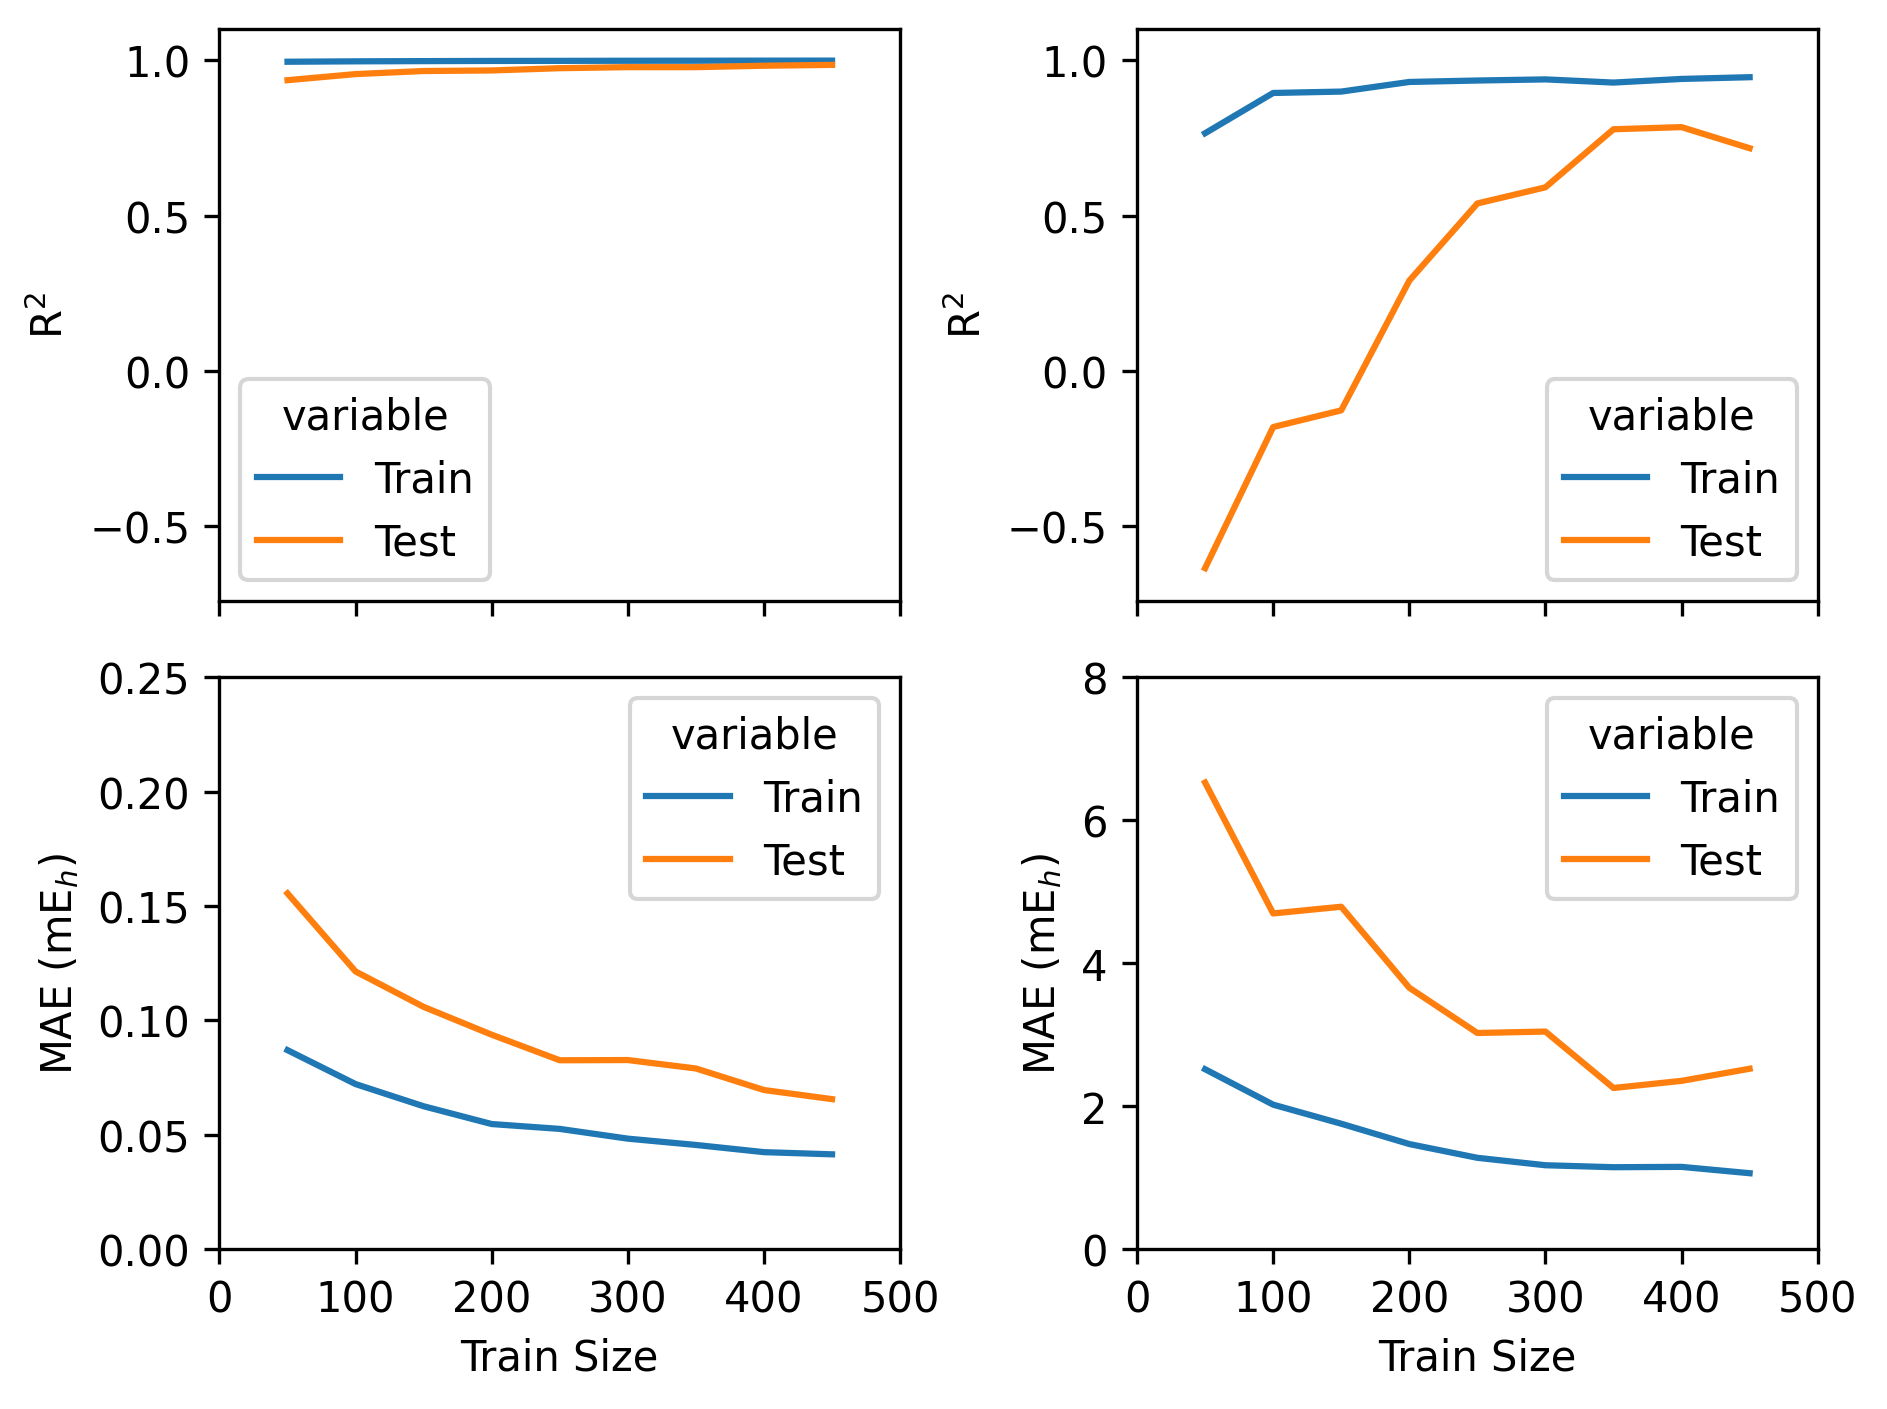 1.0
0.5
0.0
−0.5
R²
variable
Train
Test
1.0
0.5
0.0
−0.5
R²
variable
Train
Test
0.25
0.20
0.15
0.10
0.05
0.00
MAE (mEₕ)
variable
Train
Test
0 100 200 300 400 500
Train Size
8
6
4
2
0
MAE (mEₕ)
variable
Train
Test
0 100 200 300 400 500
Train Size